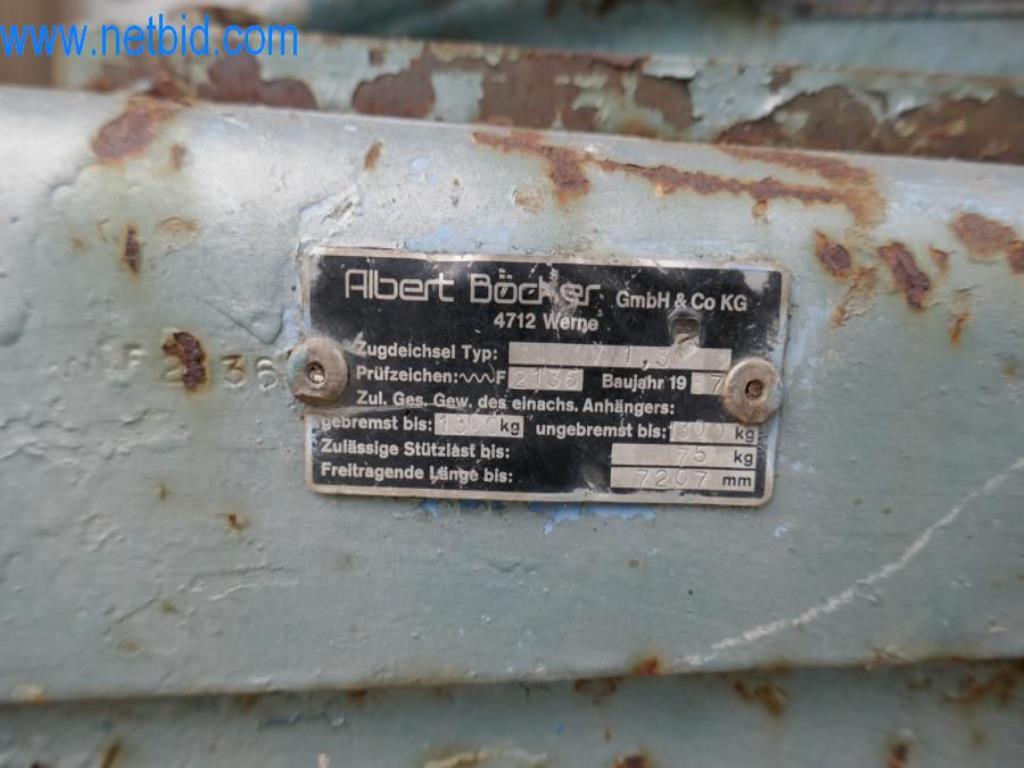 www.netbid.com
Albert Böcker GmbH & Co KG
4712 Werne
Zugdeichsel Typ:
Prüfzeichen: F 2136 Baujahr 19
F 2136
Zul. Ges. Gew. des einachs. Anhängers:
gebremst bis: 1300 kg ungebremst bis: kg
Zulässige Stützlast bis: 75 kg
Freitragende Länge bis: 7207 mm